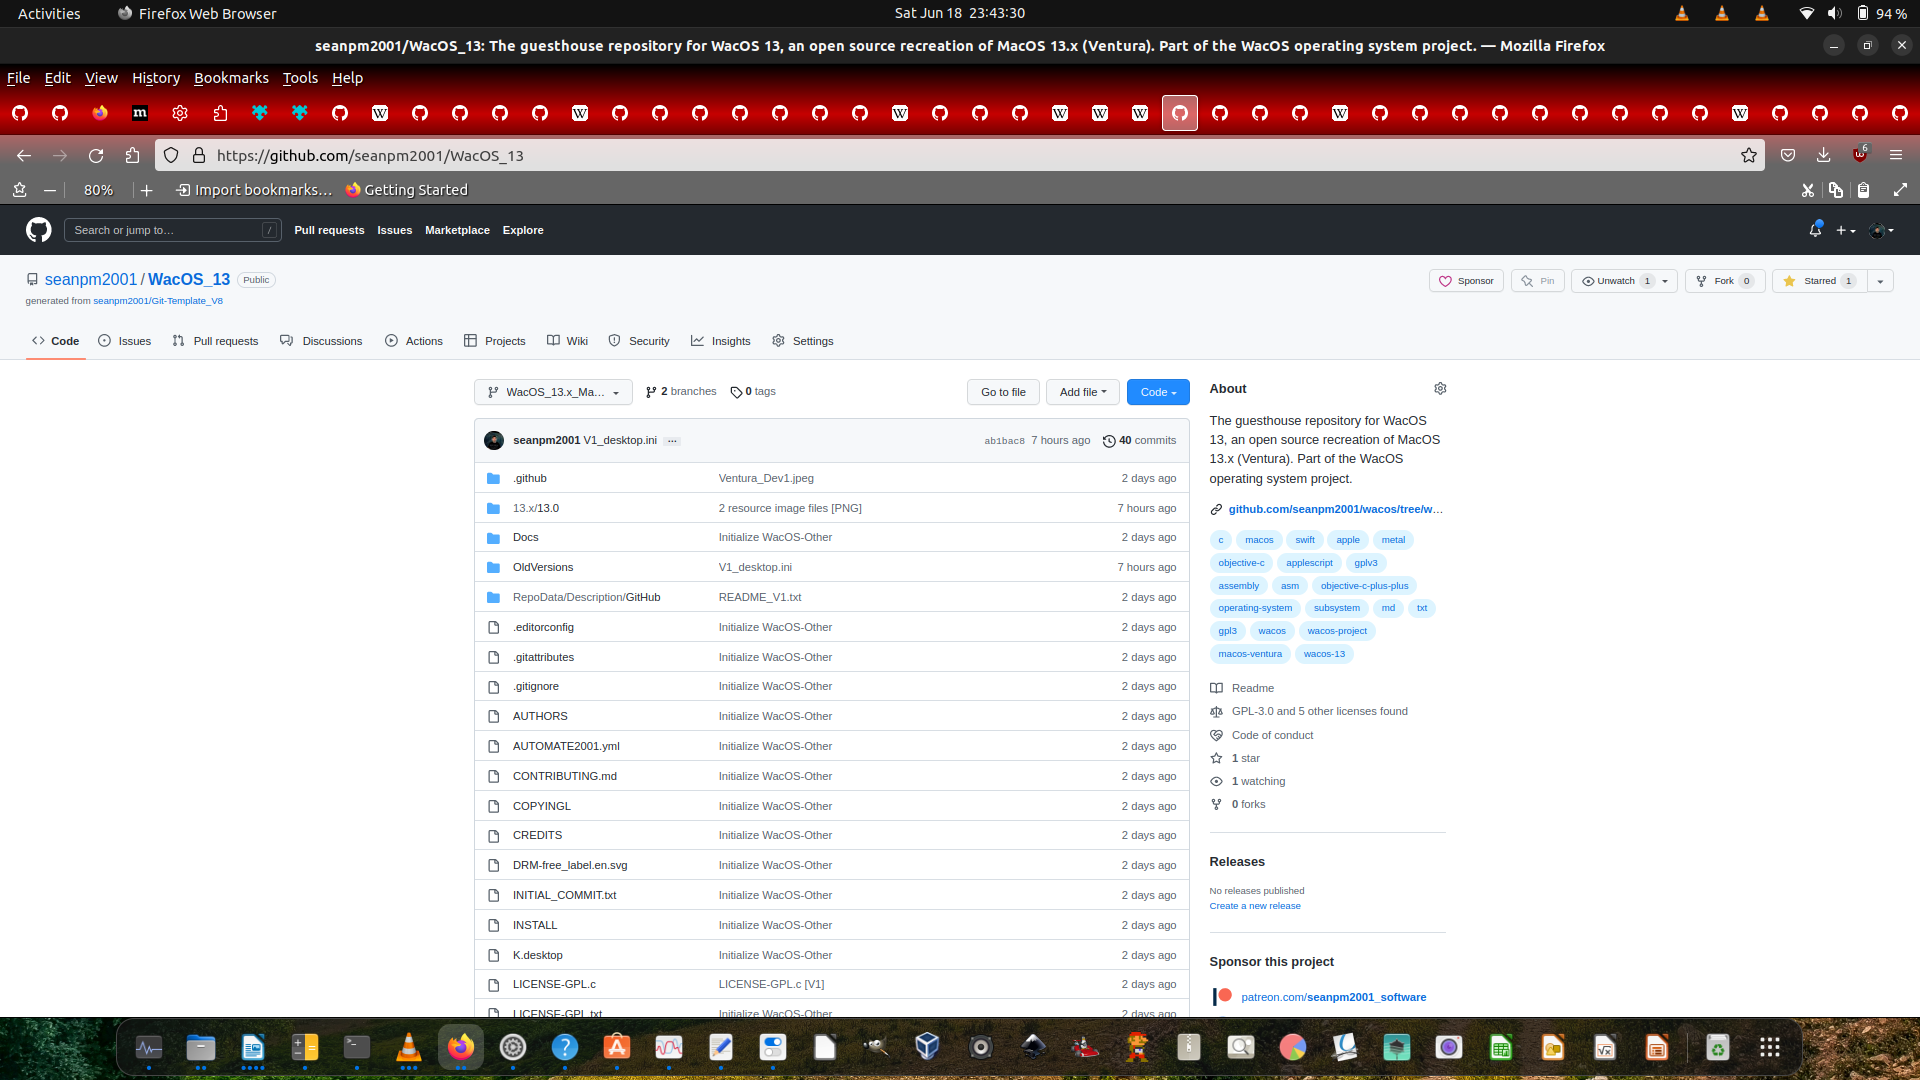 Activities Firefox Web Browser Sat Jun 18 23:43:30 94 %
seanpm2001/WacOS_13: The guesthouse repository for WacOS 13, an open source recreation of MacOS 13.x (Ventura). Part of the WacOS operating system project. — Mozilla Firefox
File Edit View History Bookmarks Tools Help
https://github.com/seanpm2001/WacOS_13 6
80% Import bookmarks... Getting Started
Search or jump to... / Pull requests Issues Marketplace Explore
seanpm2001 / WacOS_13 Public Sponsor Pin Unwatch 1 Fork 0 Starred 1
generated from seanpm2001/Git-Template_V8
Code Issues Pull requests Discussions Actions Projects Wiki Security Insights Settings
WacOS_13.x_Ma... 2 branches 0 tags Go to file Add file Code
seanpm2001 V1_desktop.ini ... ab1bac8 7 hours ago 40 commits
.github Ventura_Dev1.jpeg 2 days ago
13.x/13.0 2 resource image files [PNG] 7 hours ago
Docs Initialize WacOS-Other 2 days ago
OldVersions V1_desktop.ini 7 hours ago
RepoData/Description/GitHub README_V1.txt 2 days ago
.editorconfig Initialize WacOS-Other 2 days ago
.gitattributes Initialize WacOS-Other 2 days ago
.gitignore Initialize WacOS-Other 2 days ago
AUTHORS Initialize WacOS-Other 2 days ago
AUTOMATE2001.yml Initialize WacOS-Other 2 days ago
CONTRIBUTING.md Initialize WacOS-Other 2 days ago
COPYINGL Initialize WacOS-Other 2 days ago
CREDITS Initialize WacOS-Other 2 days ago
DRM-free_label.en.svg Initialize WacOS-Other 2 days ago
INITIAL_COMMIT.txt Initialize WacOS-Other 2 days ago
INSTALL Initialize WacOS-Other 2 days ago
K.desktop Initialize WacOS-Other 2 days ago
LICENSE-GPL.c LICENSE-GPL.c [V1] 2 days ago
LICENSE-GPL.txt Initialize WacOS-Other 2 days ago
About
The guesthouse repository for WacOS
13, an open source recreation of MacOS
13.x (Ventura). Part of the WacOS
operating system project.
github.com/seanpm2001/wacos/tree/w...
c macos swift apple metal
objective-c applescript gplv3
assembly asm objective-c-plus-plus
operating-system subsystem md txt
gpl3 wacos wacos-project
macos-ventura wacos-13
Readme
GPL-3.0 and 5 other licenses found
Code of conduct
1 star
1 watching
0 forks
Releases
No releases published
Create a new release
Sponsor this project
patreon.com/seanpm2001_software